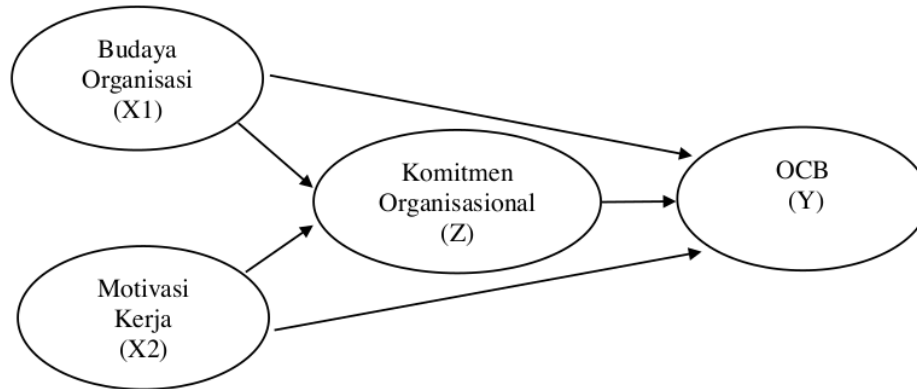 Budaya
Organisasi
(X1)
Komitmen
Organisasional
(Z)
OCB
(Y)
Motivasi
Kerja
(X2)